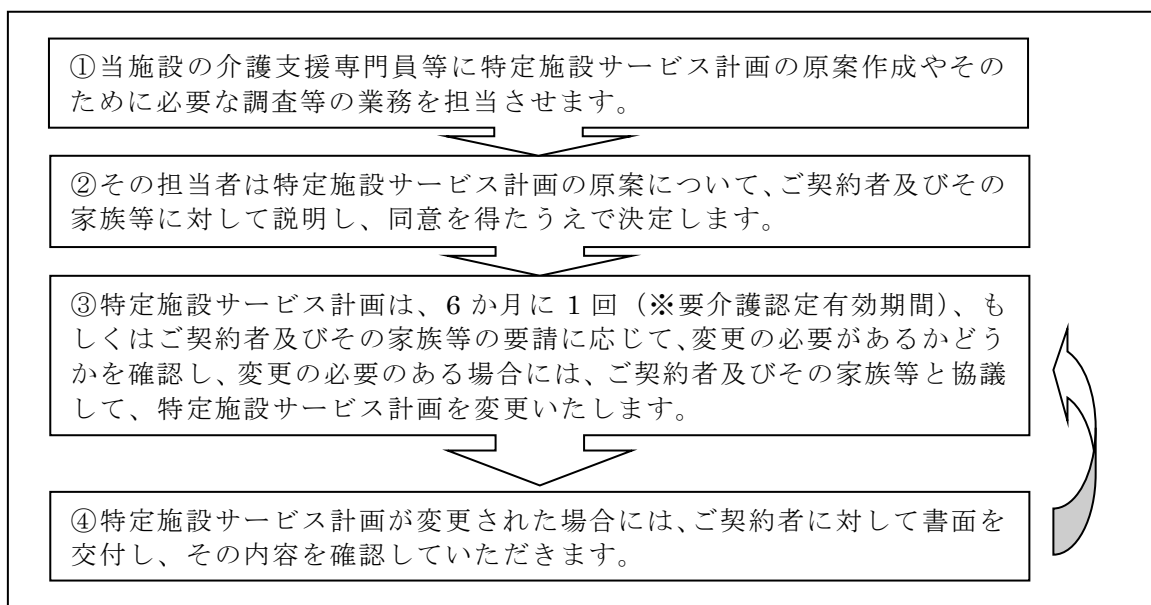 ①当施設の介護支援専門員等に特定施設サービス計画の原案作成やその
ために必要な調査等の業務を担当させます。
②その担当者は特定施設サービス計画の原案について、ご契約者及びその
家族等に対して説明し、同意を得たうえで決定します。
③特定施設サービス計画は、6 か月に 1 回（※要介護認定有効期間）、も
しくはご契約者及びその家族等の要請に応じて、変更の必要があるかどう
かを確認し、変更の必要のある場合には、ご契約者及びその家族等と協議
して、特定施設サービス計画を変更いたします。
④特定施設サービス計画が変更された場合には、ご契約者に対して書面を
交付し、その内容を確認していただきます。